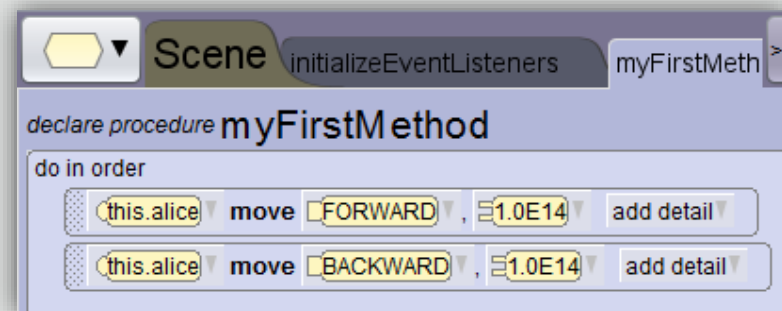 Scene initializeEventListeners myFirstMeth >
declare procedure myFirstMethod
do in order
this.alice move FORWARD , 1.0E14 add detail
this.alice move BACKWARD , 1.0E14 add detail